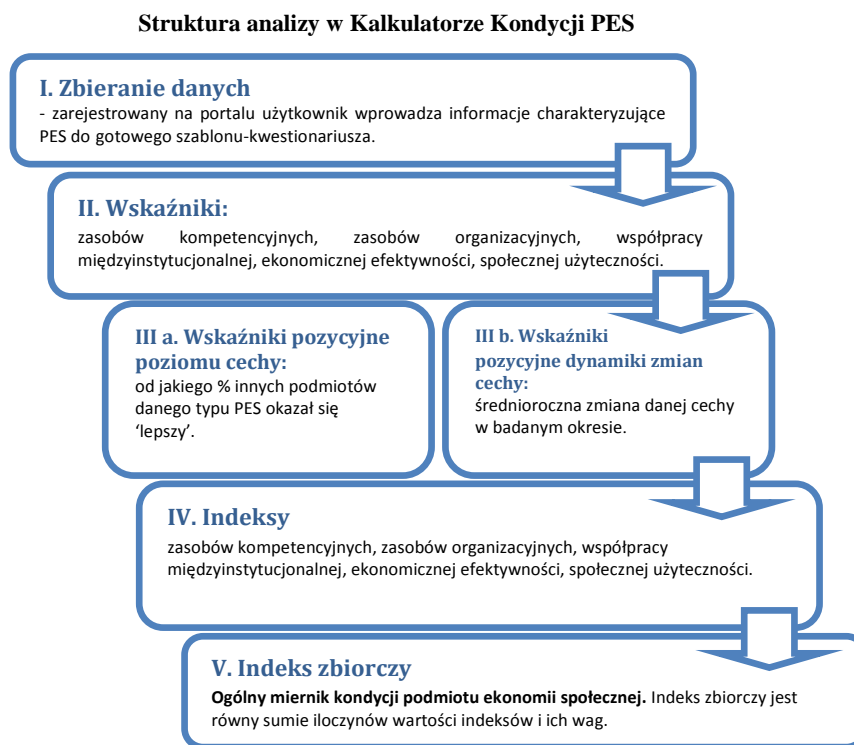 Struktura analizy w Kalkulatorze Kondycji PES
I. Zbieranie danych
- zarejestrowany na portalu użytkownik wprowadza informacje charakteryzujące
PES do gotowego szablonu-kwestionariusza.
II. Wskaźniki:
zasobów kompetencyjnych, zasobów organizacyjnych, współpracy
międzyinstytucjonalnej, ekonomicznej efektywności, społecznej użyteczności.
III a. Wskaźniki pozycyjne
poziomu cechy:
od jakiego % innych podmiotów
danego typu PES okazał się
‘lepszy’.
III b. Wskaźniki
pozycyjne dynamiki zmian
cechy:
średnioroczna zmiana danej cechy
w badanym okresie.
IV. Indeksy
zasobów kompetencyjnych, zasobów organizacyjnych, współpracy
międzyinstytucjonalnej, ekonomicznej efektywności, społecznej użyteczności.
V. Indeks zbiorczy
Ogólny miernik kondycji podmiotu ekonomii społecznej. Indeks zbiorczy jest
równy sumie iloczynów wartości indeksów i ich wag.